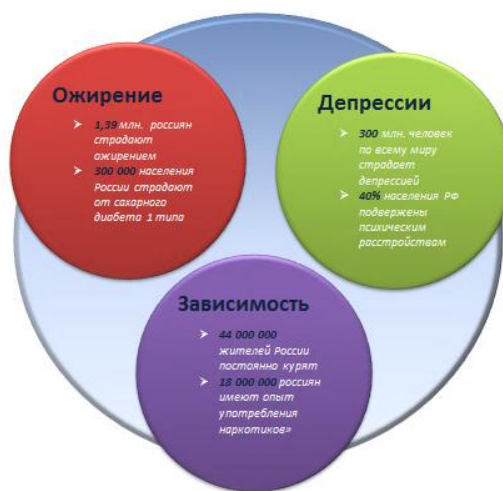 Ожирение
➢ 1,39 млн. россиян
страдают
ожирением
➢ 300 000 населения
России страдают
от сахарного
диабета 1 типа
Депрессии
➢ 300 млн. человек
по всему миру
страдает
депрессией
➢ 40% населения РФ
подвержены
психическим
расстройствам
Зависимость
➢ 44 000 000
жителей России
постоянно курят
➢ 18 000 000 россиян
имеют опыт
употребления
наркотиков»